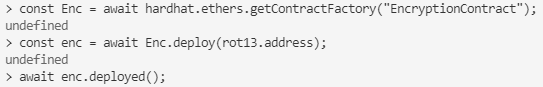 > const Enc = await hardhat.ethers.getContractFactory("EncryptionContract");
undefined
> const enc = await Enc.deploy(rot13.address);
undefined
> await enc.deployed();